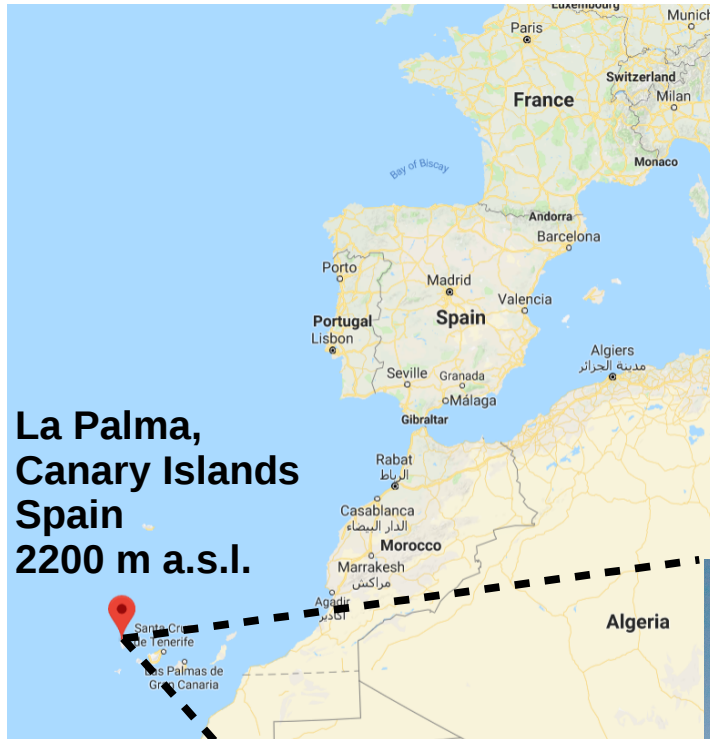 Luxembourg
Munich
Paris
Switzerland
Milan
France
Monaco
Bay of Biscay
Andorra
Barcelona
Porto
Madrid
Valencia
Portugal
Spain
Lisbon
Algiers
مدينة الجزائر
Seville
Granada
Málaga
Gibraltar
La Palma,
Canary Islands
Spain
2200 m a.s.l.
Rabat
الرباط
Casablanca
الدار البيضاء
Morocco
Marrakesh
مراكش
Agadir
أكادير
Algeria
Santa Cru
de Tenerife
Las Palmas de
Gran Canaria